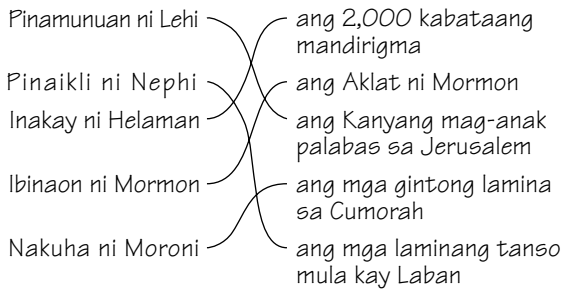 Pinamunuan ni Lehi
Pinaikli ni Nephi
Inakay ni Helaman
Ibinaon ni Mormon
Nakuha ni Moroni
ang 2,000 kabataang
mandirigma
ang Aklat ni Mormon
ang Kanyang mag-anak
palabas sa Jerusalem
ang mga gintong lamina
sa Cumorah
ang mga laminang tanso
mula kay Laban